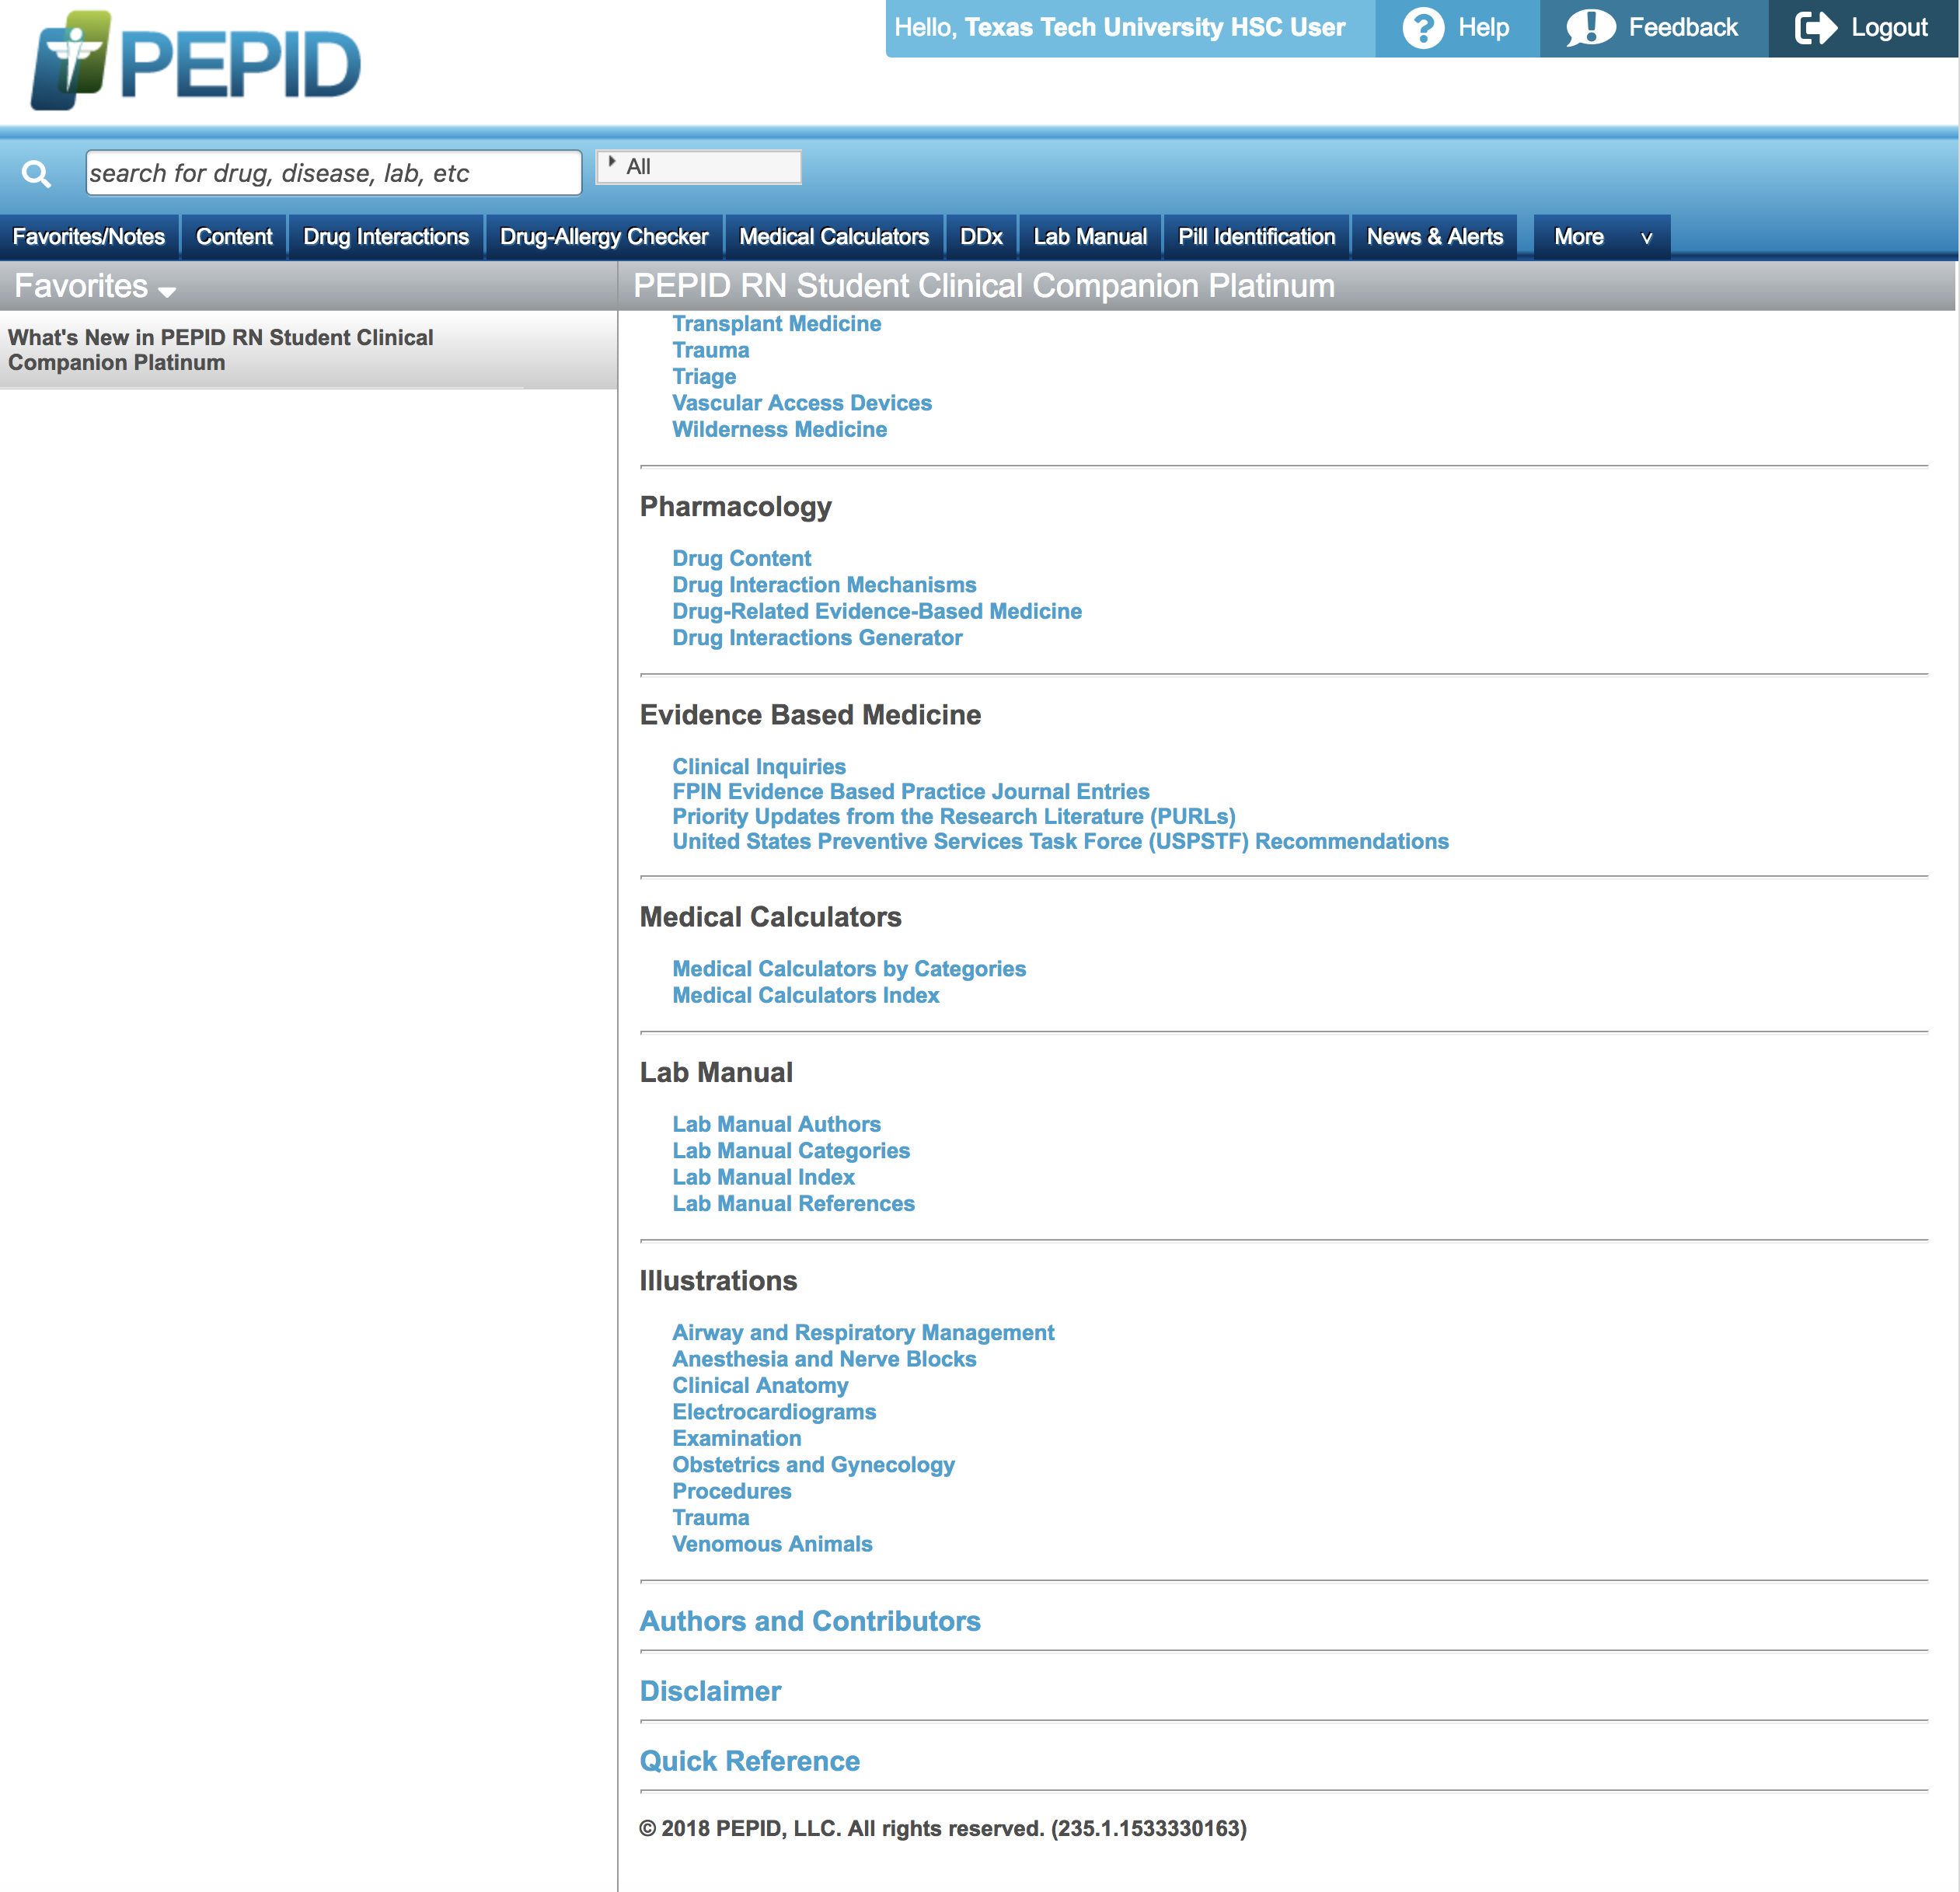 PEPID
Hello, Texas Tech University HSC User
Help
Feedback
Logout
search for drug, disease, lab, etc
All
Favorites/Notes
Content
Drug Interactions
Drug-Allergy Checker
Medical Calculators
DDx
Lab Manual
Pill Identification
News & Alerts
More
Favorites
What's New in PEPID RN Student Clinical
Companion Platinum
PEPID RN Student Clinical Companion Platinum
Transplant Medicine
Trauma
Triage
Vascular Access Devices
Wilderness Medicine
Pharmacology
Drug Content
Drug Interaction Mechanisms
Drug-Related Evidence-Based Medicine
Drug Interactions Generator
Evidence Based Medicine
Clinical Inquiries
FPIN Evidence Based Practice Journal Entries
Priority Updates from the Research Literature (PURLs)
United States Preventive Services Task Force (USPSTF) Recommendations
Medical Calculators
Medical Calculators by Categories
Medical Calculators Index
Lab Manual
Lab Manual Authors
Lab Manual Categories
Lab Manual Index
Lab Manual References
Illustrations
Airway and Respiratory Management
Anesthesia and Nerve Blocks
Clinical Anatomy
Electrocardiograms
Examination
Obstetrics and Gynecology
Procedures
Trauma
Venomous Animals
Authors and Contributors
Disclaimer
Quick Reference
© 2018 PEPID, LLC. All rights reserved. (235.1.1533330163)